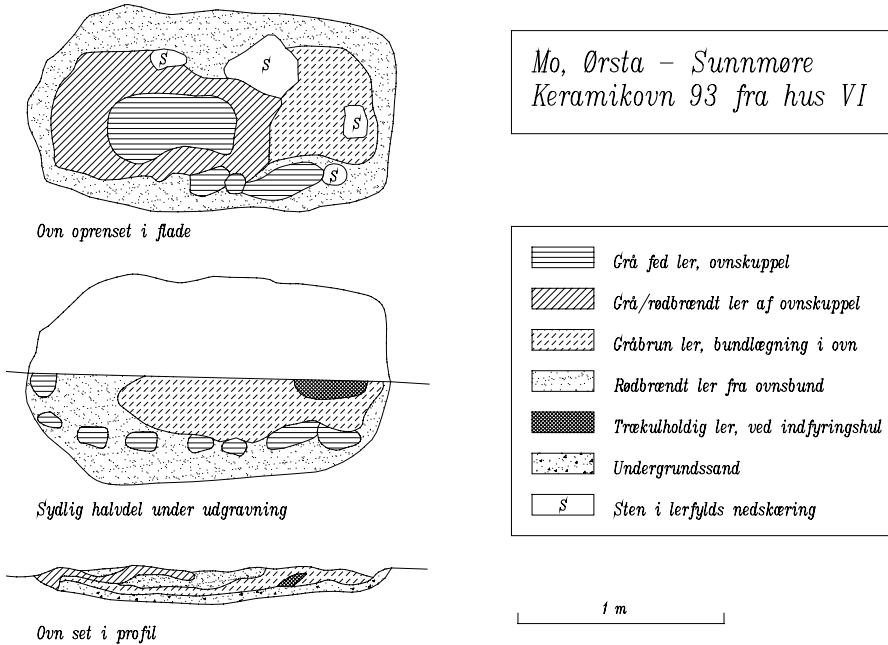 Mo, Ørsta - Sunnmøre
Keramikovn 93 fra hus VI
S
S
S
S
Ovn oprenset i flade
Sydlig halvdel under udgravning
Ovn set i profil
Grå fed ler, ovnskuppel
Grå/rødbrændt ler af ovnskuppel
Gråbrun ler, bundlægning i ovn
Rødbrændt ler fra ovnsbund
Trækulholdig ler, ved indfyringshul
Undergrundssand
S Sten i lerfylds nedskæring
1 m